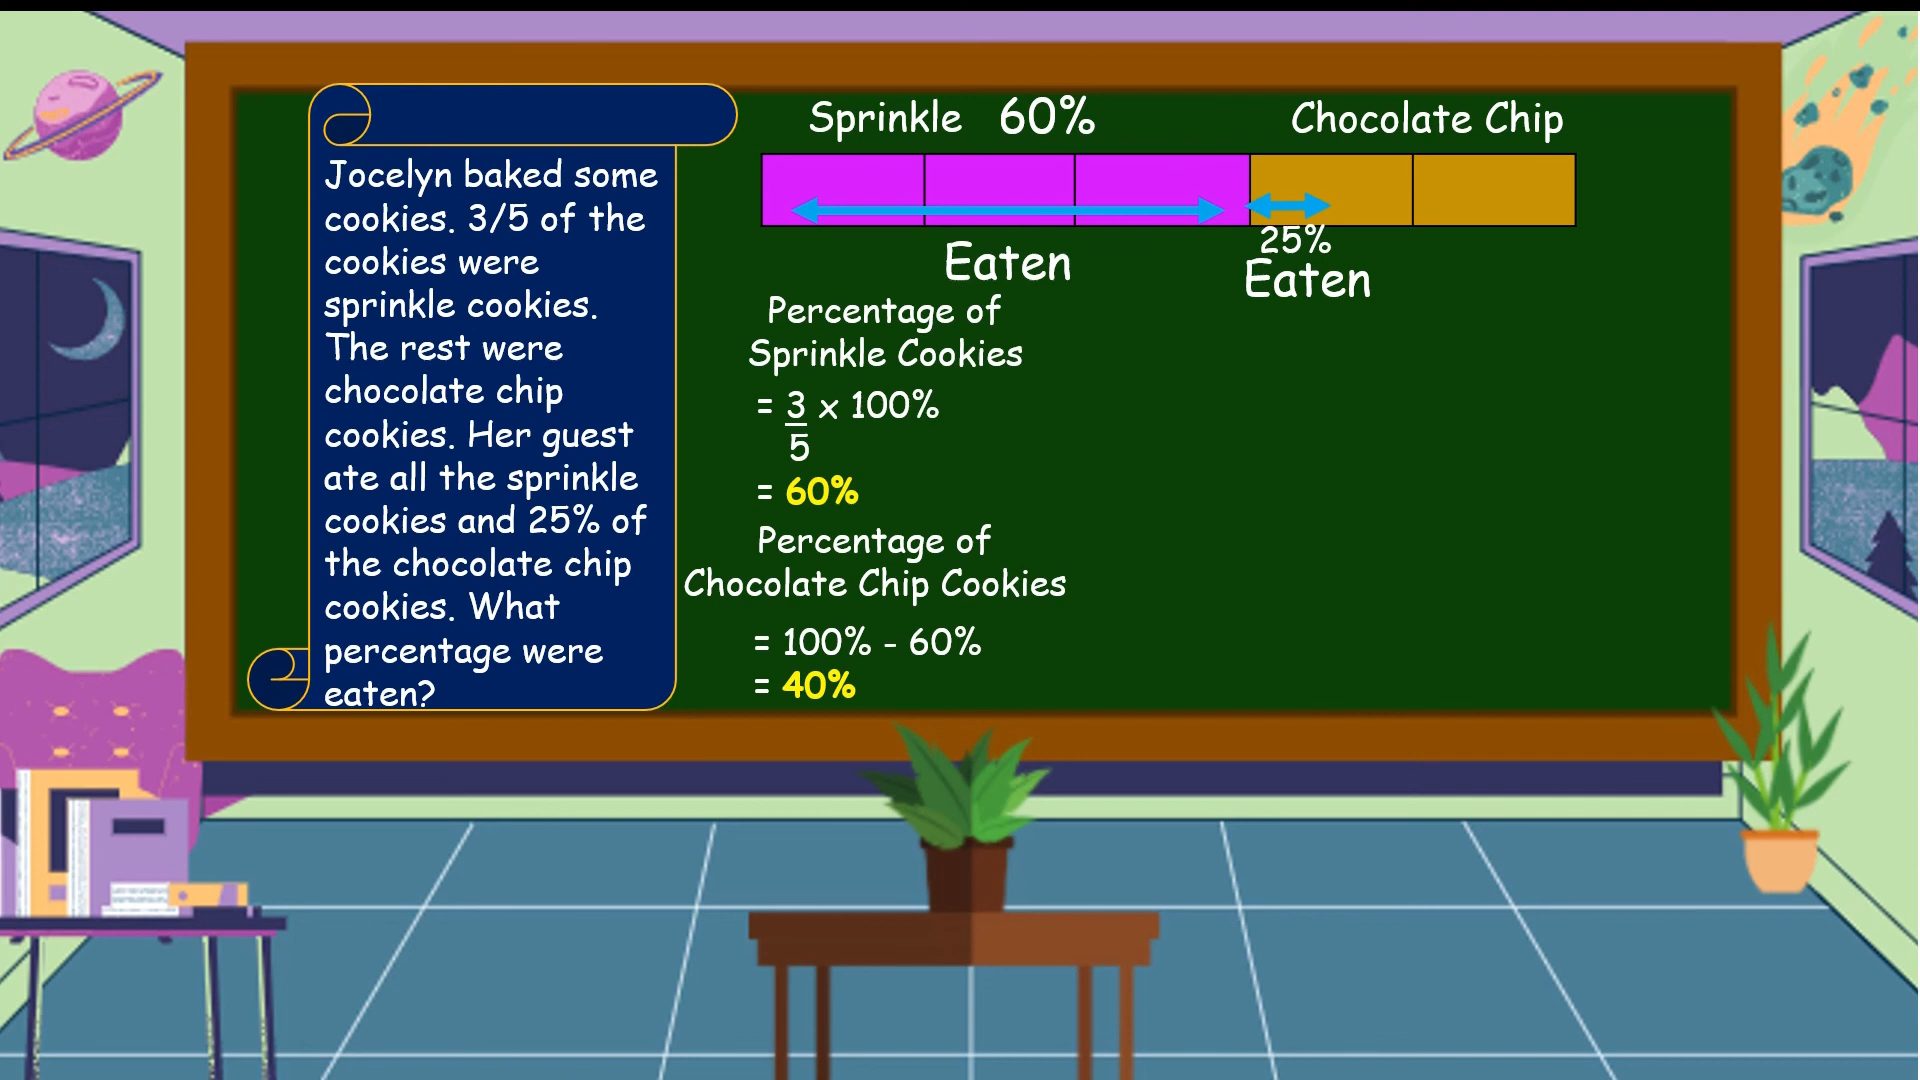 Jocelyn baked some
cookies. 3/5 of the
cookies were
sprinkle cookies.
The rest were
chocolate chip
cookies. Her guest
ate all the sprinkle
cookies and 25% of
the chocolate chip
cookies. What
percentage were
eaten?
Sprinkle 60%
Chocolate Chip
Eaten
25%
Eaten
Percentage of
Sprinkle Cookies
= 3/5 x 100%
= 60%
Percentage of
Chocolate Chip Cookies
= 100% - 60%
= 40%